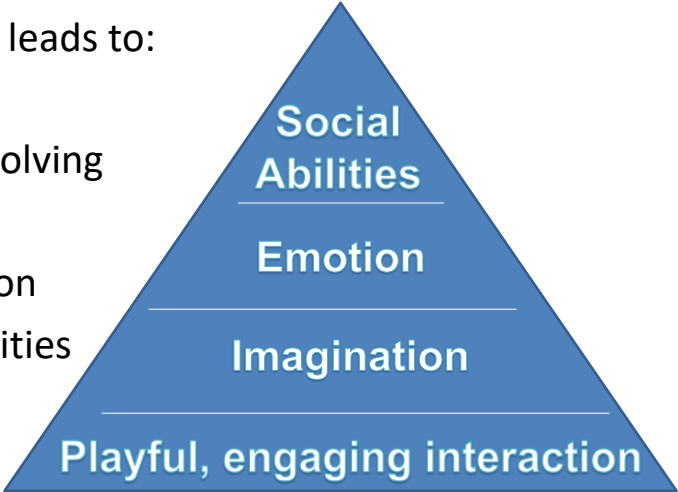 leads to:
olving
on
ities
Social
Abilities
Emotion
Imagination
Playful, engaging interaction